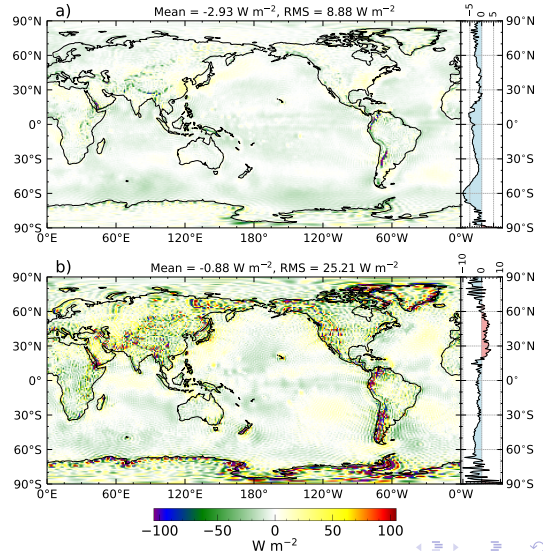 a)
Mean = -2.93 W m⁻², RMS = 8.88 W m⁻²
−5 0 5
90°N 90°N
60°N 60°N
30°N 30°N
0° 0°
30°S 30°S
60°S 60°S
90°S 90°S
0°E 60°E 120°E 180°E 120°W 60°W 0°W
b)
Mean = -0.88 W m⁻², RMS = 25.21 W m⁻²
−10 0 10
90°N 90°N
60°N 60°N
30°N 30°N
0° 0°
30°S 30°S
60°S 60°S
90°S 90°S
0°E 60°E 120°E 180°E 120°W 60°W 0°W
−100 −50 0 50 100
W m⁻²